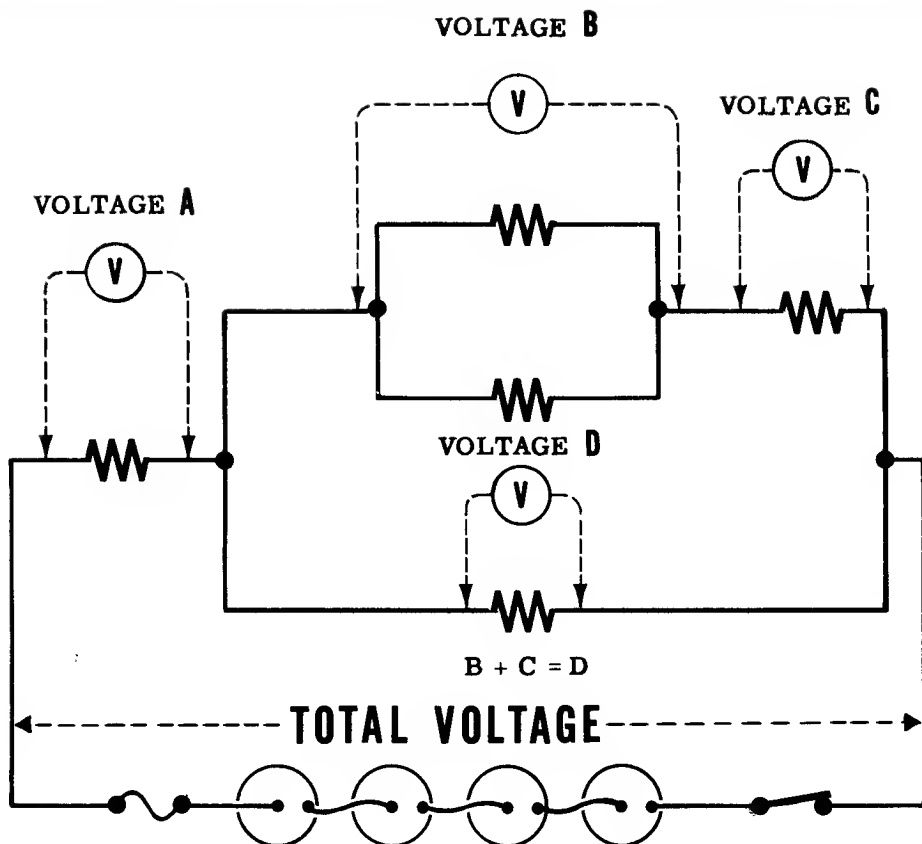 VOLTAGE B
V
VOLTAGE C
V
VOLTAGE A
V
VOLTAGE D
V
B + C = D
TOTAL VOLTAGE